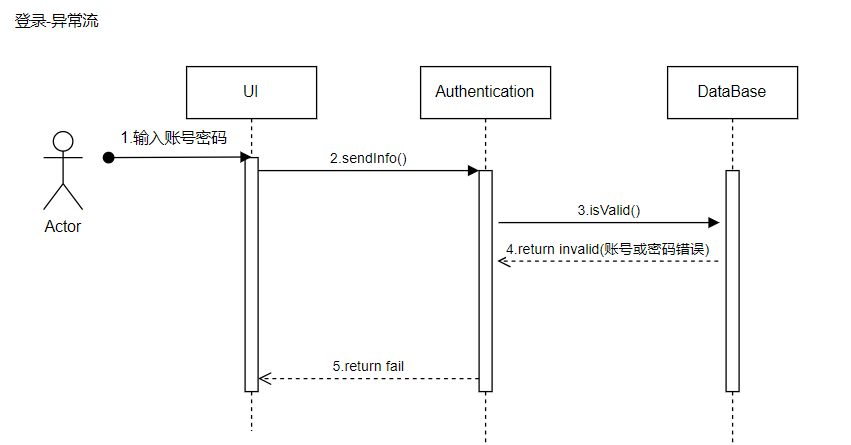 登录-异常流
UI
Authentication
DataBase
1.输入账号密码
2.sendInfo()
Actor
3.isValid()
4.return invalid(账号或密码错误)
5.return fail